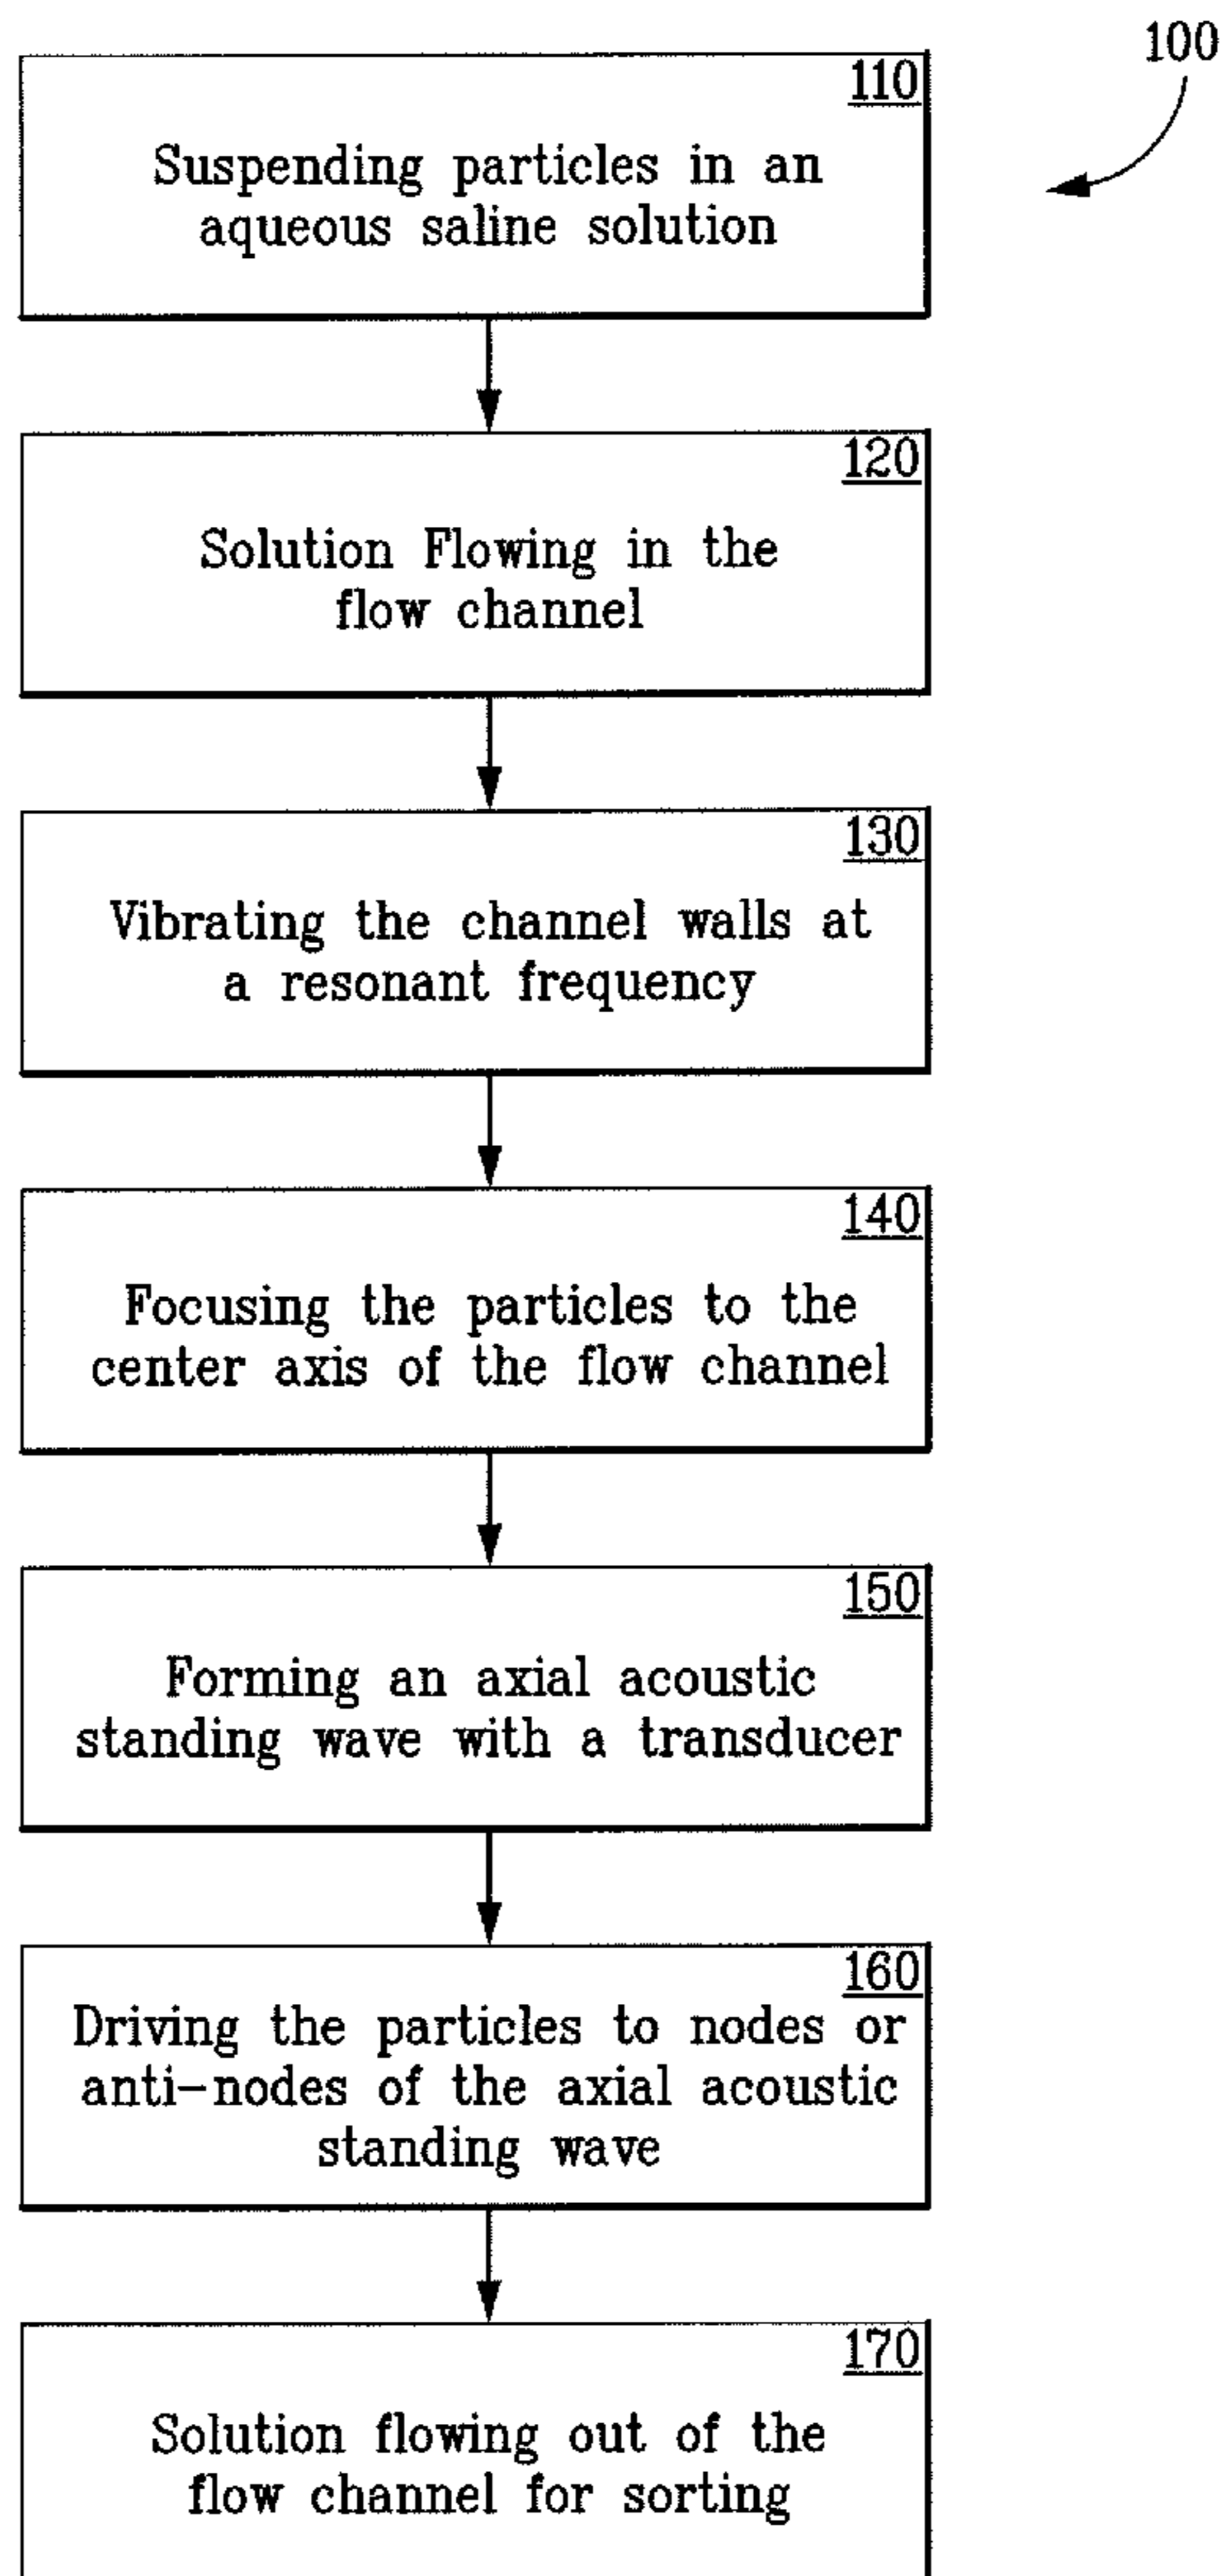 100
110
Suspending particles in an
aqueous saline solution
120
Solution Flowing in the
flow channel
130
Vibrating the channel walls at
a resonant frequency
140
Focusing the particles to the
center axis of the flow channel
150
Forming an axial acoustic
standing wave with a transducer
160
Driving the particles to nodes or
anti-nodes of the axial acoustic
standing wave
170
Solution flowing out of the
flow channel for sorting